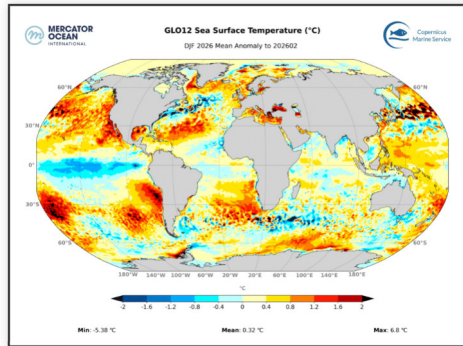 MERCATOR
OCEAN
INTERNATIONAL
GLO12 Sea Surface Temperature (°C)
DJF 2026 Mean Anomaly to 202602
Copernicus
Marine Service
60°N
60°N
30°N
30°N
0°
0°
30°S
30°S
60°S
60°S
180°W 140°W 100°W 60°W 20°W 20°E 60°E 100°E 140°E 180°E
°C
-2 -1.6 -1.2 -0.8 -0.4 0 0.4 0.8 1.2 1.6 2
Min: -5.38 °C Mean: 0.32 °C Max: 6.8 °C